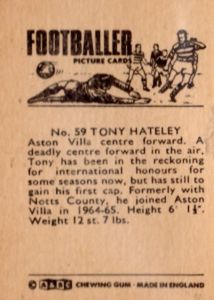 FOOTBALLER
PICTURE CARDS
No. 59 TONY HATELEY
Aston Villa centre forward. A
deadly centre forward in the air,
Tony has been in the reckoning
for international honours for
some seasons now, but has still to
gain his first cap. Formerly with
Notts County, he joined Aston
Villa in 1964-65. Height 6' 1½".
Weight 12 st. 7 lbs.
© A&BC CHEWING GUM - MADE IN ENGLAND